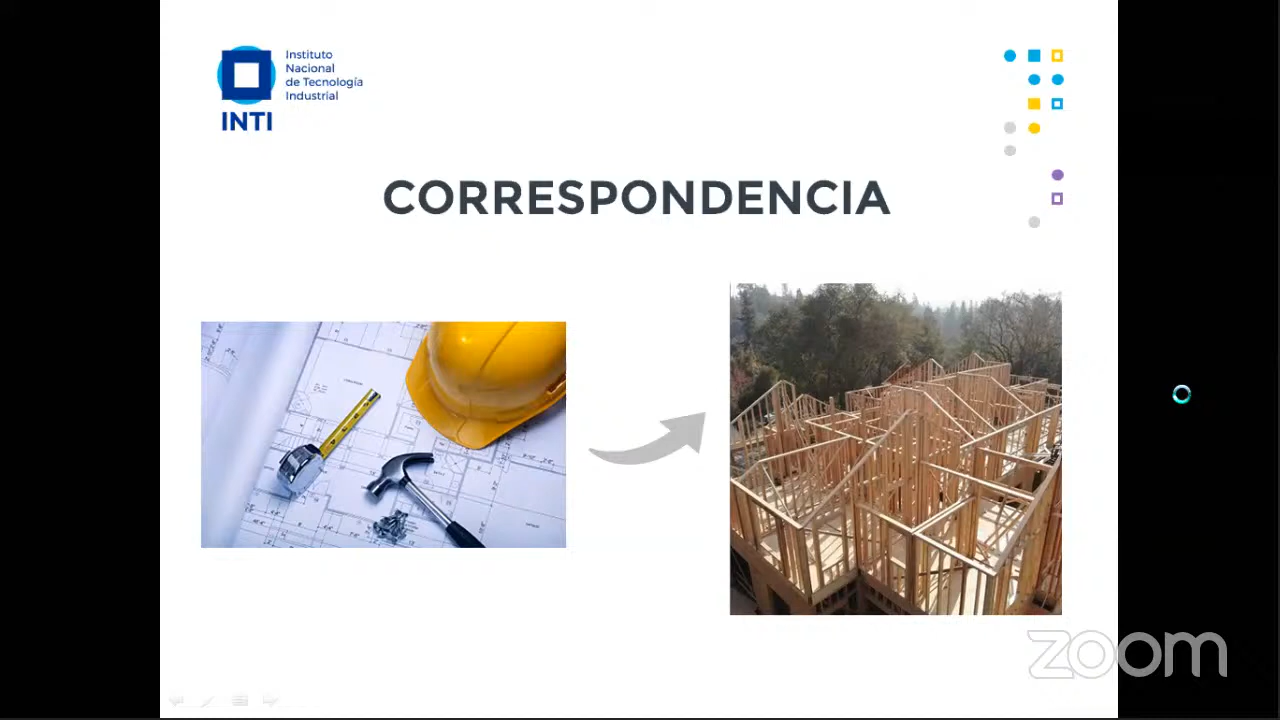 Instituto
Nacional
de Tecnología
Industrial
INTI
CORRESPONDENCIA
zoom